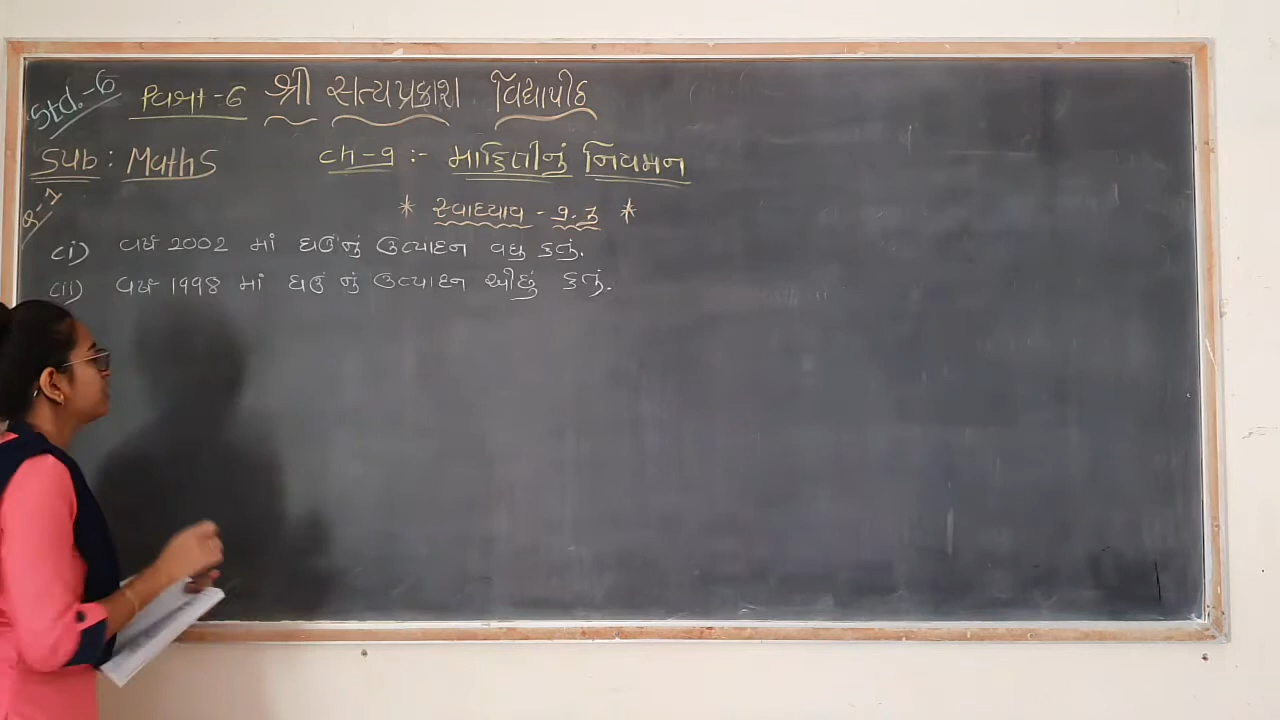 Std.-6 વિભા-6 શ્રી સત્યપ્રકાશ વિદ્યાપીઠ
Sub : Maths Ch-9 :- માહિતીનું નિયમન
* સ્વાધ્યાય - 9.3 *
Q-1
(i) વર્ષ 2002 માં ઘઉંનું ઉત્પાદન વધુ હતું.
(ii) વર્ષ 1998 માં ઘઉં નું ઉત્પાદન ઓછું હતું.